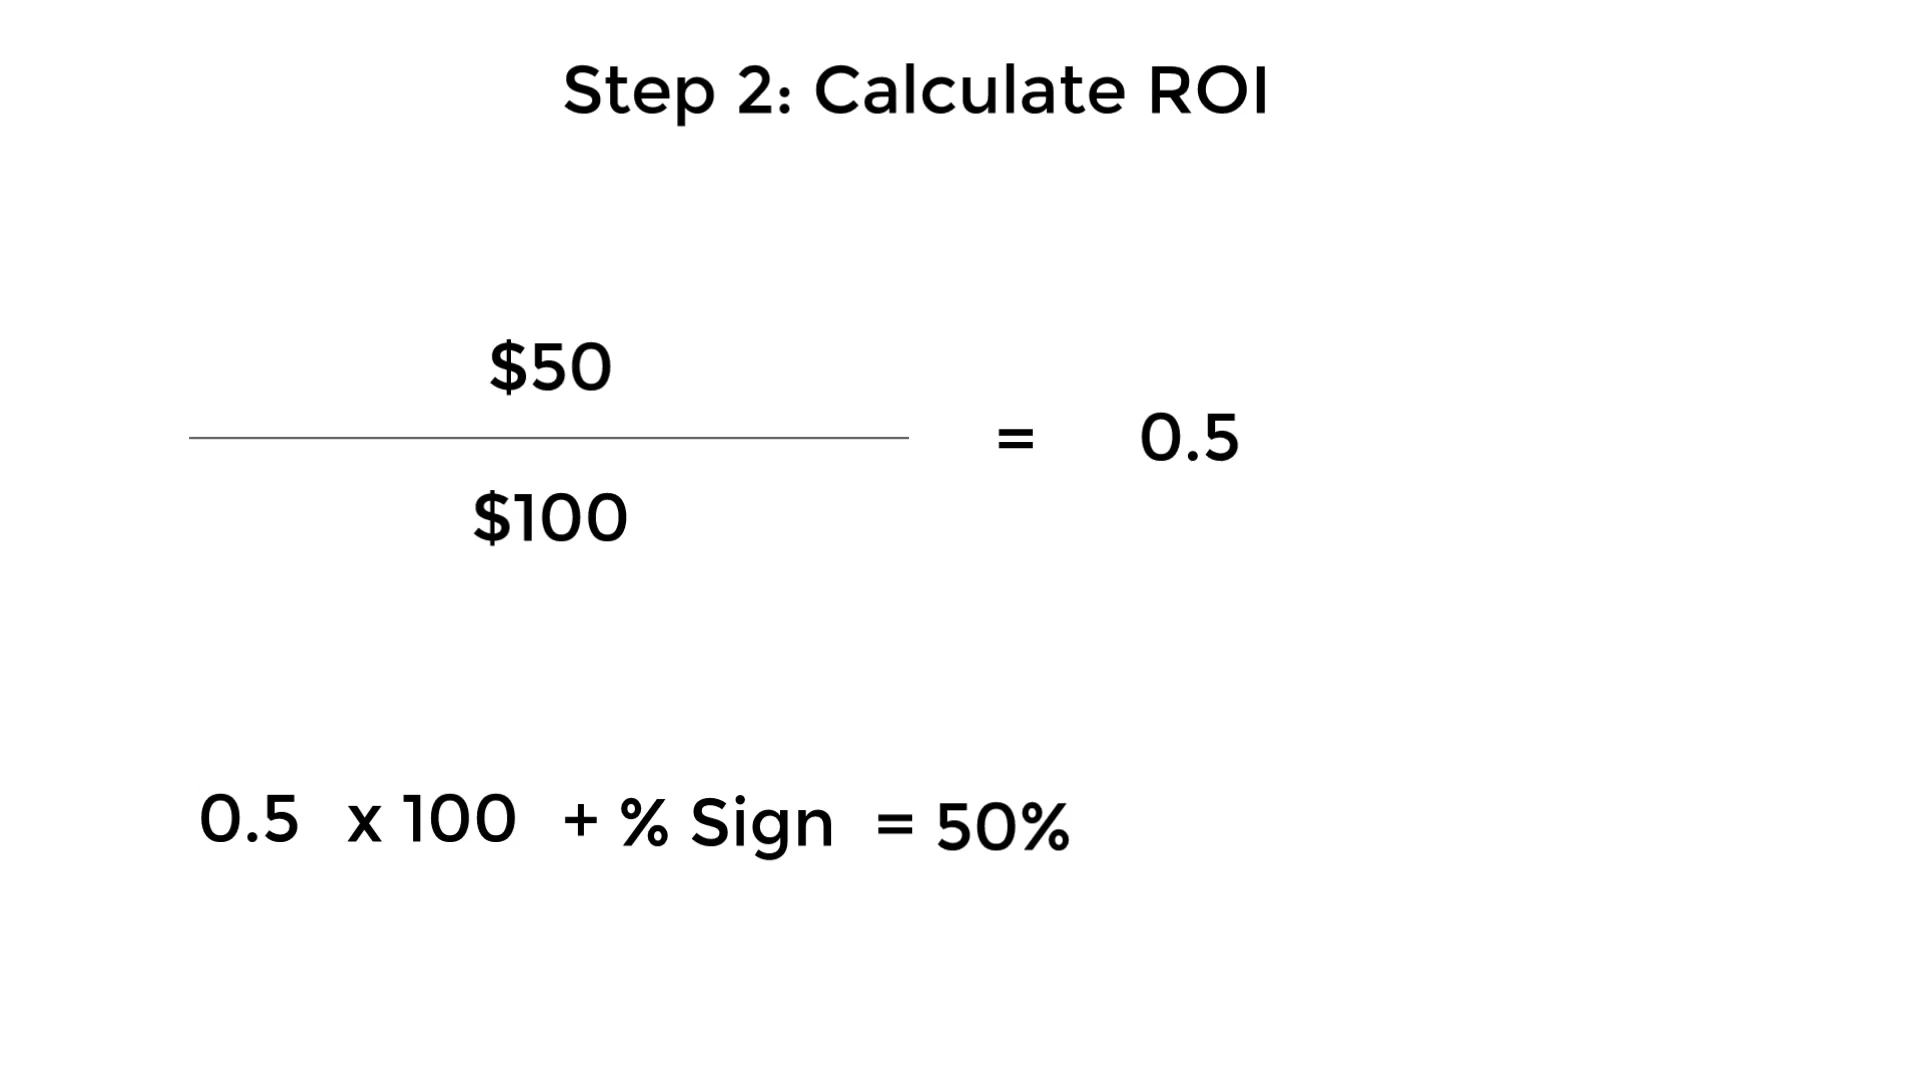 Step 2: Calculate ROI
$50
= 0.5
$100
0.5 x 100 + % Sign = 50%